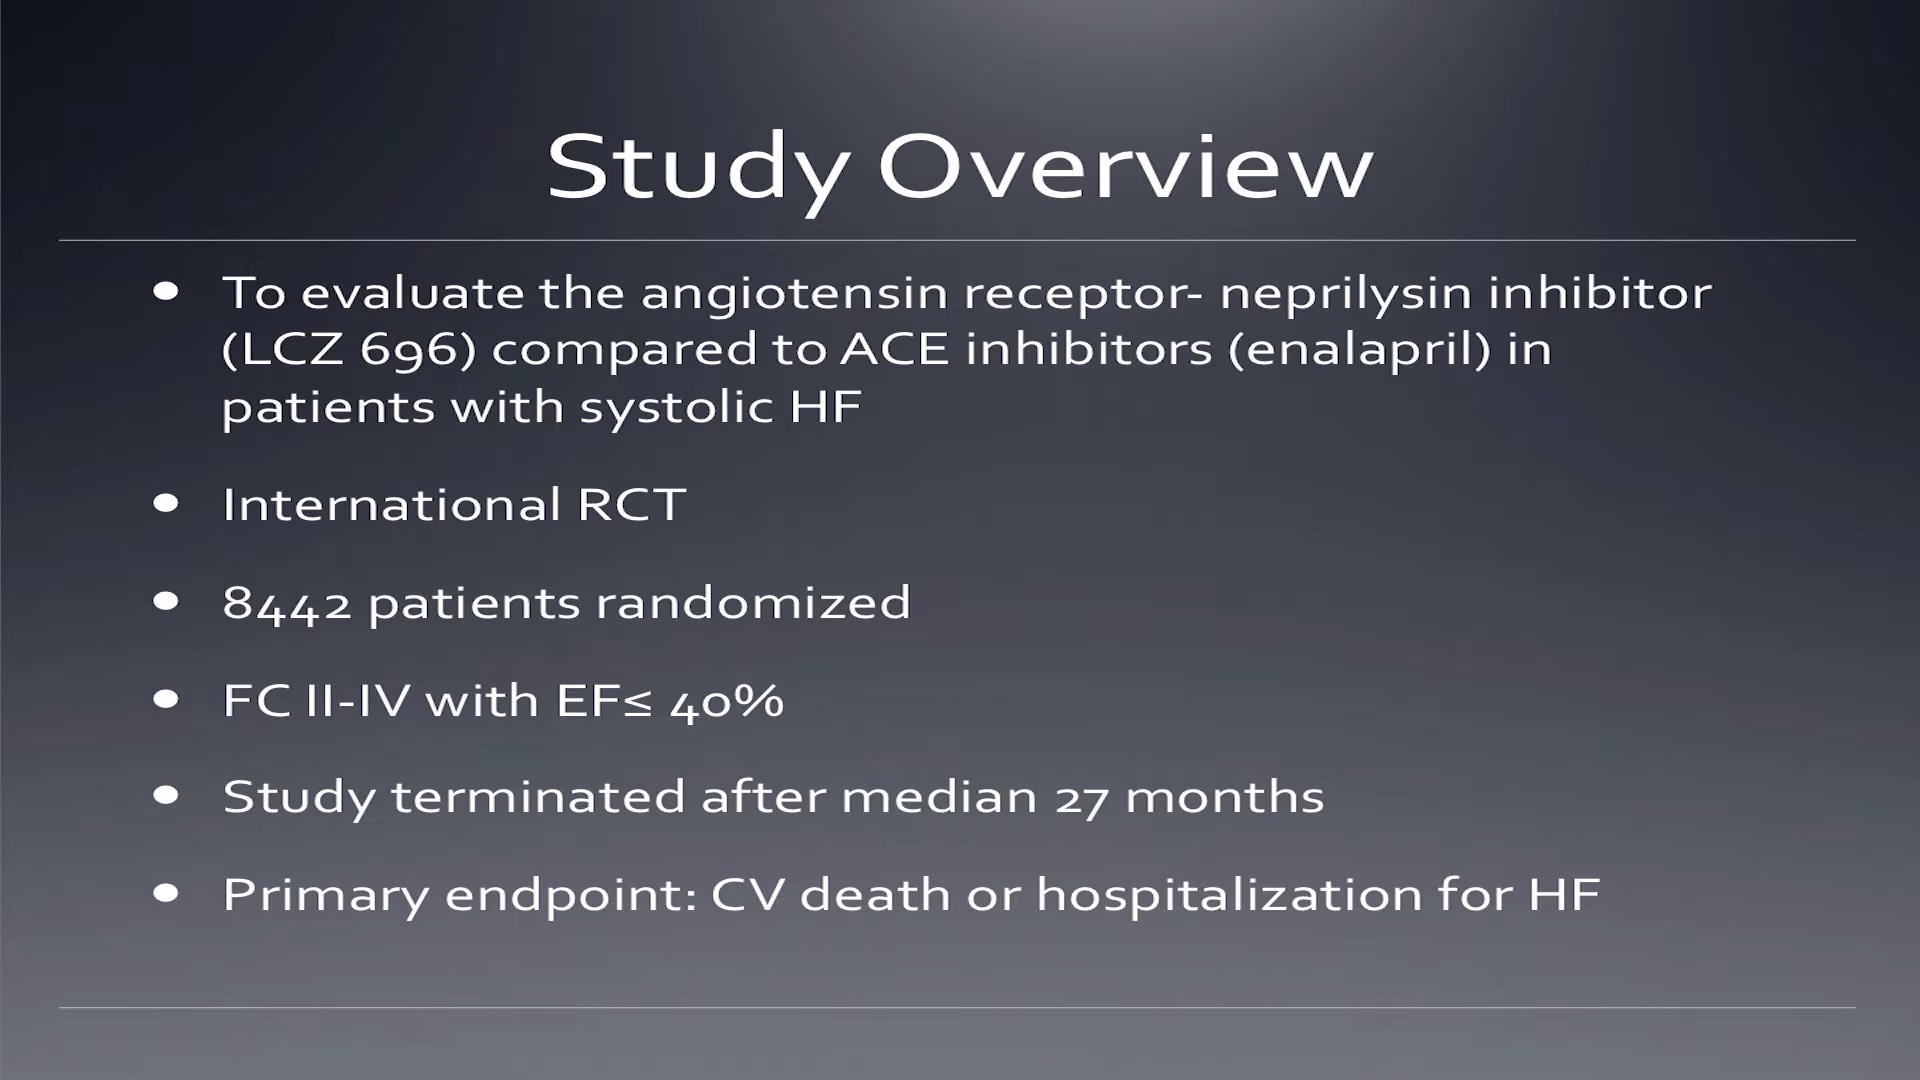 Study Overview
• To evaluate the angiotensin receptor- neprilysin inhibitor
(LCZ 696) compared to ACE inhibitors (enalapril) in
patients with systolic HF
• International RCT
• 8442 patients randomized
• FC II-IV with EF≤ 40%
• Study terminated after median 27 months
• Primary endpoint: CV death or hospitalization for HF